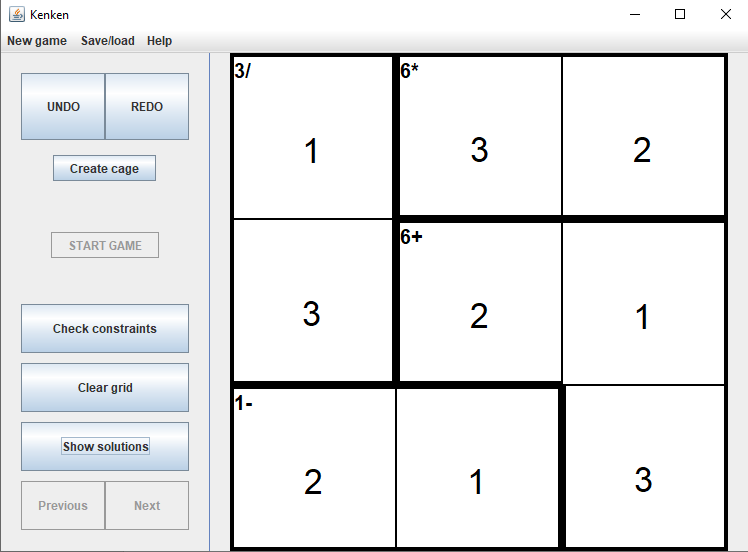 Kenken
New game Save/load Help
UNDO REDO
Create cage
START GAME
Check constraints
Clear grid
Show solutions
Previous Next
3/ 6*
1 3 2
6+
3 2 1
1-
2 1 3